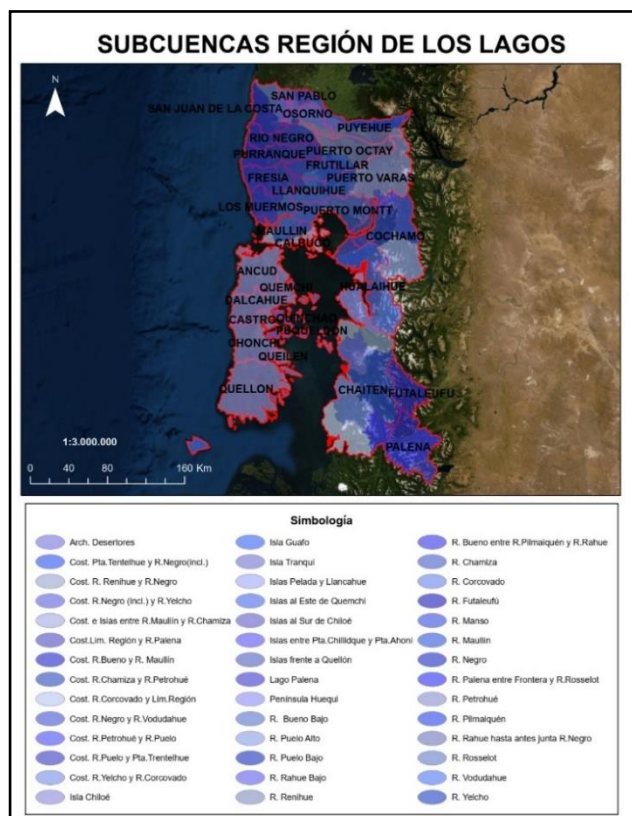 SUBCUENCAS REGIÓN DE LOS LAGOS
N
SAN PABLO
SAN JUAN DE LA COSTA
OSORNO
PUYEHUE
RIO NEGRO
PUERTO OCTAY
PURRANQUE
FRUTILLAR
FRESIA
PUERTO VARAS
LLANQUIHUE
LOS MUERMOS
PUERTO MONTT
MAULLIN
COCHAMO
CALBUCO
ANCUD
QUEMCHI
HUALAIHUE
DALCAHUE
CASTRO
QUINCHAO
PUQUELDON
CHONCHI
QUEILEN
QUELLON
CHAITEN
FUTALEUFU
PALENA
1:3.000.000
0 40 80 160 Km
Simbología
Arch. Desertores
Cost. Pta.Tentelhue y R.Negro(incl.)
Cost. R. Renihue y R.Negro
Cost. R.Negro (incl.) y R.Yelcho
Cost. e Islas entre R.Maullín y R.Chamiza
Cost.Lim. Región y R.Palena
Cost. R.Bueno y R. Maullín
Cost. R.Chamiza y R.Petrohué
Cost. R.Corcovado y Lim.Región
Cost. R.Negro y R.Vodudahue
Cost. R.Petrohué y R.Puelo
Cost. R.Puelo y Pta.Trentelhue
Cost. R.Yelcho y R.Corcovado
Isla Chiloé
Isla Guafo
Isla Tranqui
Islas Pelada y Llancahue
Islas al Este de Quemchi
Islas al Sur de Chiloé
Islas entre Pta.Chillidque y Pta.Ahoni
Islas frente a Quellón
Lago Palena
Península Huequi
R. Bueno Bajo
R. Puelo Alto
R. Puelo Bajo
R. Rahue Bajo
R. Renihue
R. Bueno entre R.Pilmaiquén y R.Rahue
R. Chamiza
R. Corcovado
R. Futaleufú
R. Manso
R. Maullin
R. Negro
R. Palena entre Frontera y R.Rosselot
R. Petrohué
R. Pilmaiquén
R. Rahue hasta antes junta R.Negro
R. Rosselot
R. Vodudahue
R. Yelcho